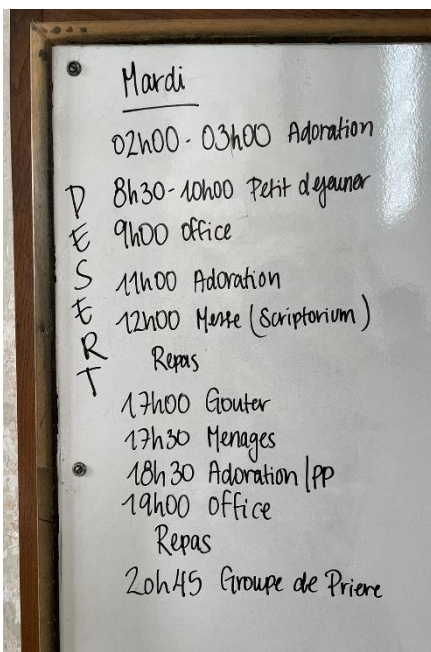 Mardi
02h00 - 03h00 Adoration
8h30 - 10h00 Petit dejeuner
9h00 Office
11h00 Adoration
12h00 Messe (Scriptorium)
Repas
17h00 Gouter
17h30 Menages
18h30 Adoration/PP
19h00 Office
Repas
20h45 Groupe de Priere
DESERT